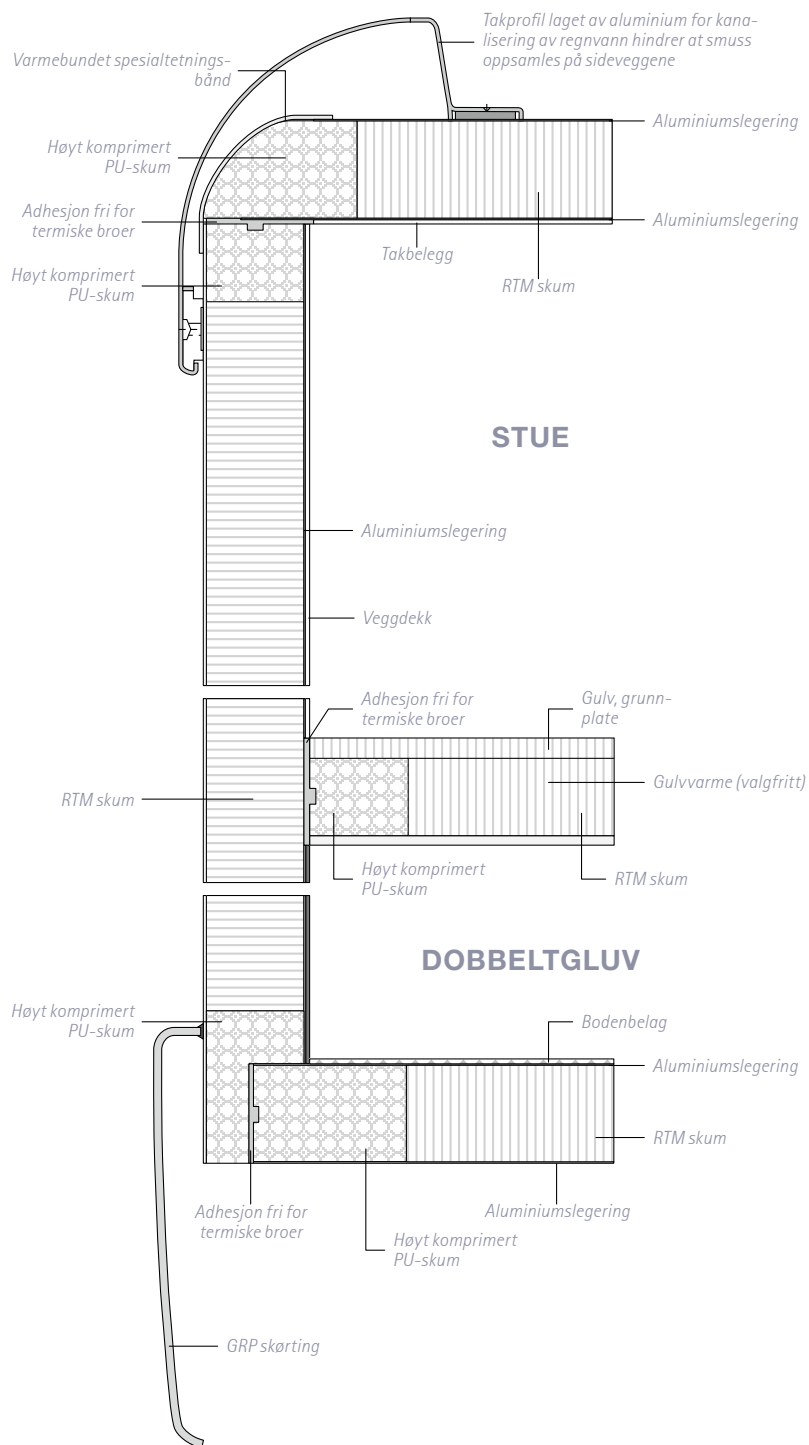 Takprofil laget av aluminium for kana-
lisering av regnvann hindrer at smuss
oppsamles på sideveggene
Varmebundet spesialtetnings-
bånd
Aluminiumslegering
Høyt komprimert
PU-skum
Adhesjon fri for
termiske broer
Aluminiumslegering
Takbelegg
Høyt komprimert
PU-skum
RTM skum
STUE
Aluminiumslegering
Veggdekk
Adhesjon fri for
termiske broer
Gulv, grunn-
plate
RTM skum
Gulvvarme (valgfritt)
Høyt komprimert
PU-skum
RTM skum
DOBBELTGLUV
Høyt komprimert
PU-skum
Bodenbelag
Aluminiumslegering
RTM skum
Adhesjon fri for
termiske broer
Aluminiumslegering
Høyt komprimert
PU-skum
GRP skørting